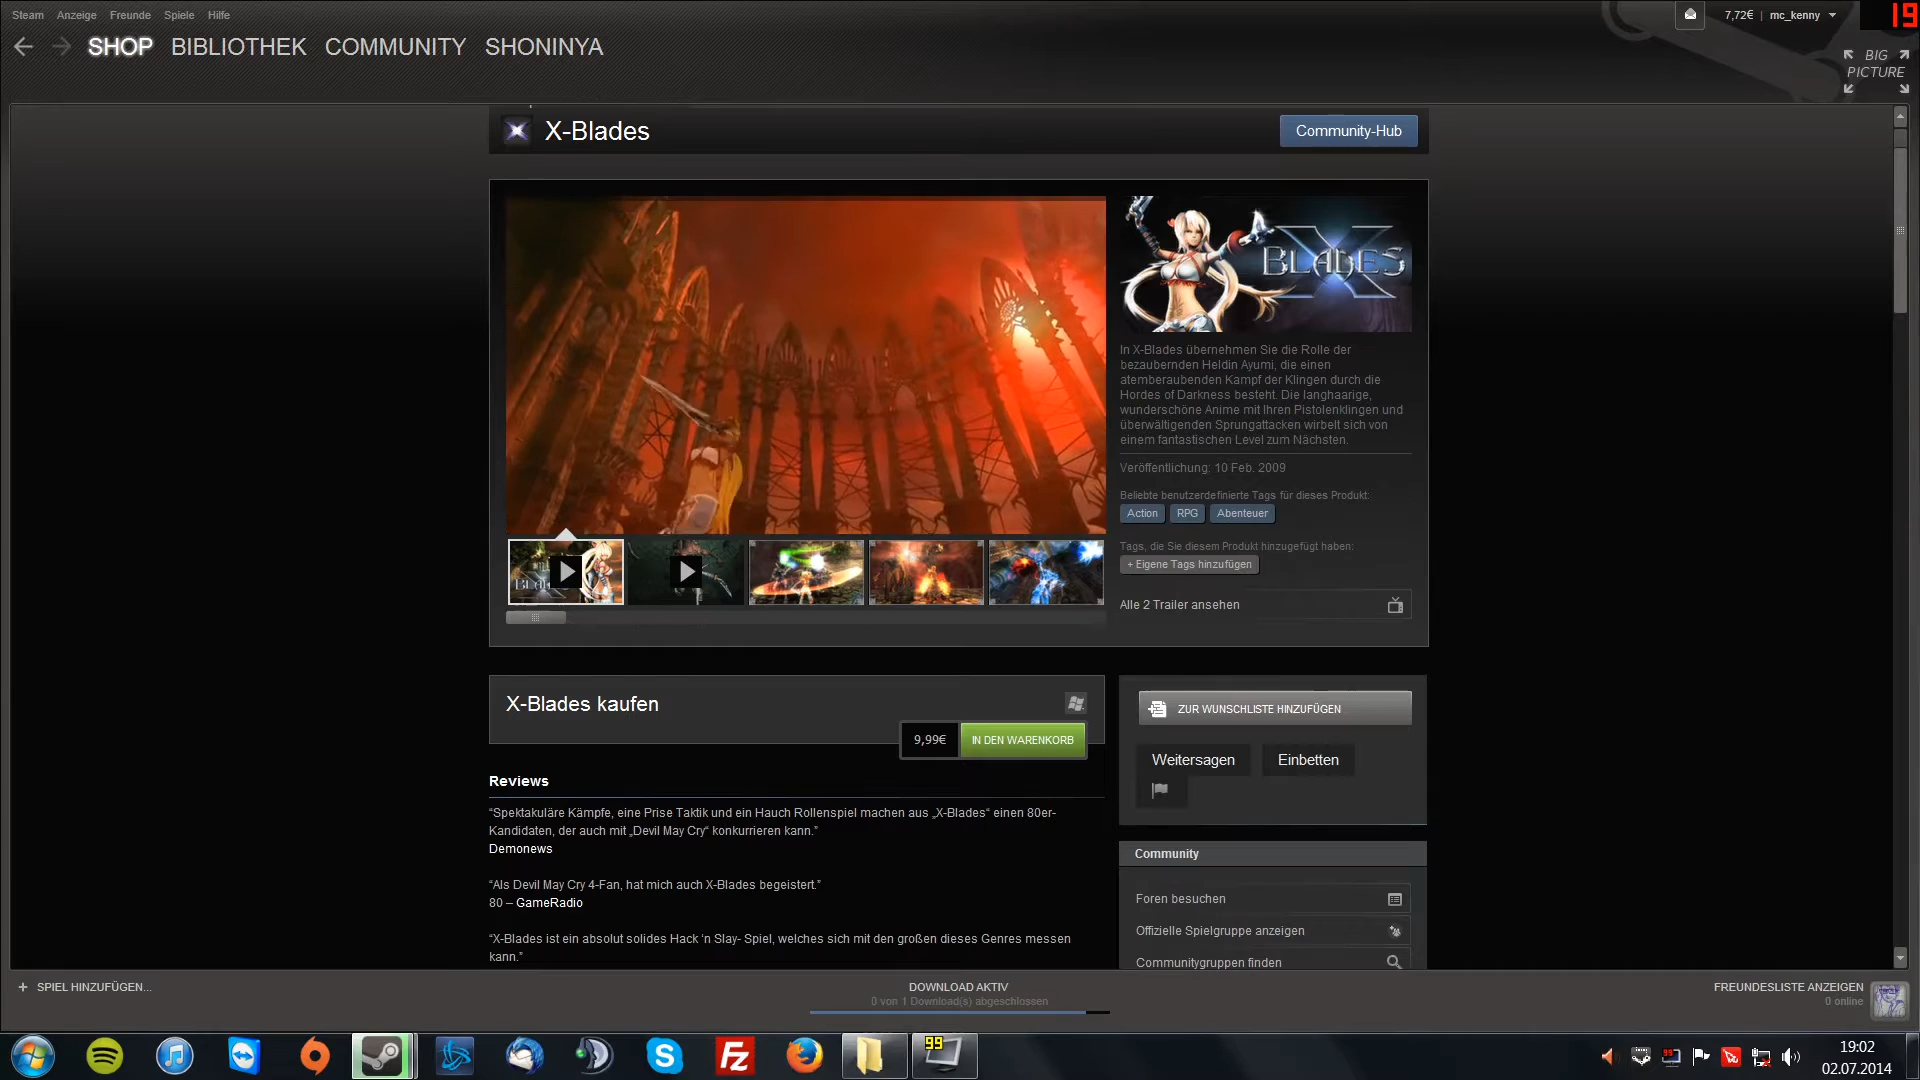 Steam Anzeige Freunde Spiele Hilfe
7,72€ | mc_kenny
19
SHOP BIBLIOTHEK COMMUNITY SHONINYA
BIG
PICTURE
X-Blades
Community-Hub
X
BLADES
In X-Blades übernehmen Sie die Rolle der
bezaubernden Heldin Ayumi, die einen
atemberaubenden Kampf der Klingen durch die
Hordes of Darkness besteht. Die langhaarige,
wunderschöne Anime mit Ihren Pistolenklingen und
überwältigenden Sprungattacken wirbelt sich von
einem fantastischen Level zum Nächsten.
Veröffentlichung: 10 Feb. 2009
Beliebte benutzerdefinierte Tags für dieses Produkt:
Action RPG Abenteuer
Tags, die Sie diesem Produkt hinzugefügt haben:
+ Eigene Tags hinzufügen
Alle 2 Trailer ansehen
X-Blades kaufen
9,99€ IN DEN WARENKORB
ZUR WUNSCHLISTE HINZUFÜGEN
Weitersagen Einbetten
Reviews
“Spektakuläre Kämpfe, eine Prise Taktik und ein Hauch Rollenspiel machen aus „X-Blades“ einen 80er-
Kandidaten, der auch mit „Devil May Cry“ konkurrieren kann.”
Demonews
“Als Devil May Cry 4-Fan, hat mich auch X-Blades begeistert.”
80 – GameRadio
“X-Blades ist ein absolut solides Hack ‘n Slay- Spiel, welches sich mit den großen dieses Genres messen
kann.”
Community
Foren besuchen
Offizielle Spielgruppe anzeigen
Communitygruppen finden
+ SPIEL HINZUFÜGEN...
DOWNLOAD AKTIV
0 von 1 Download(s) abgeschlossen
FREUNDESLISTE ANZEIGEN
0 online
99
19:02
02.07.2014